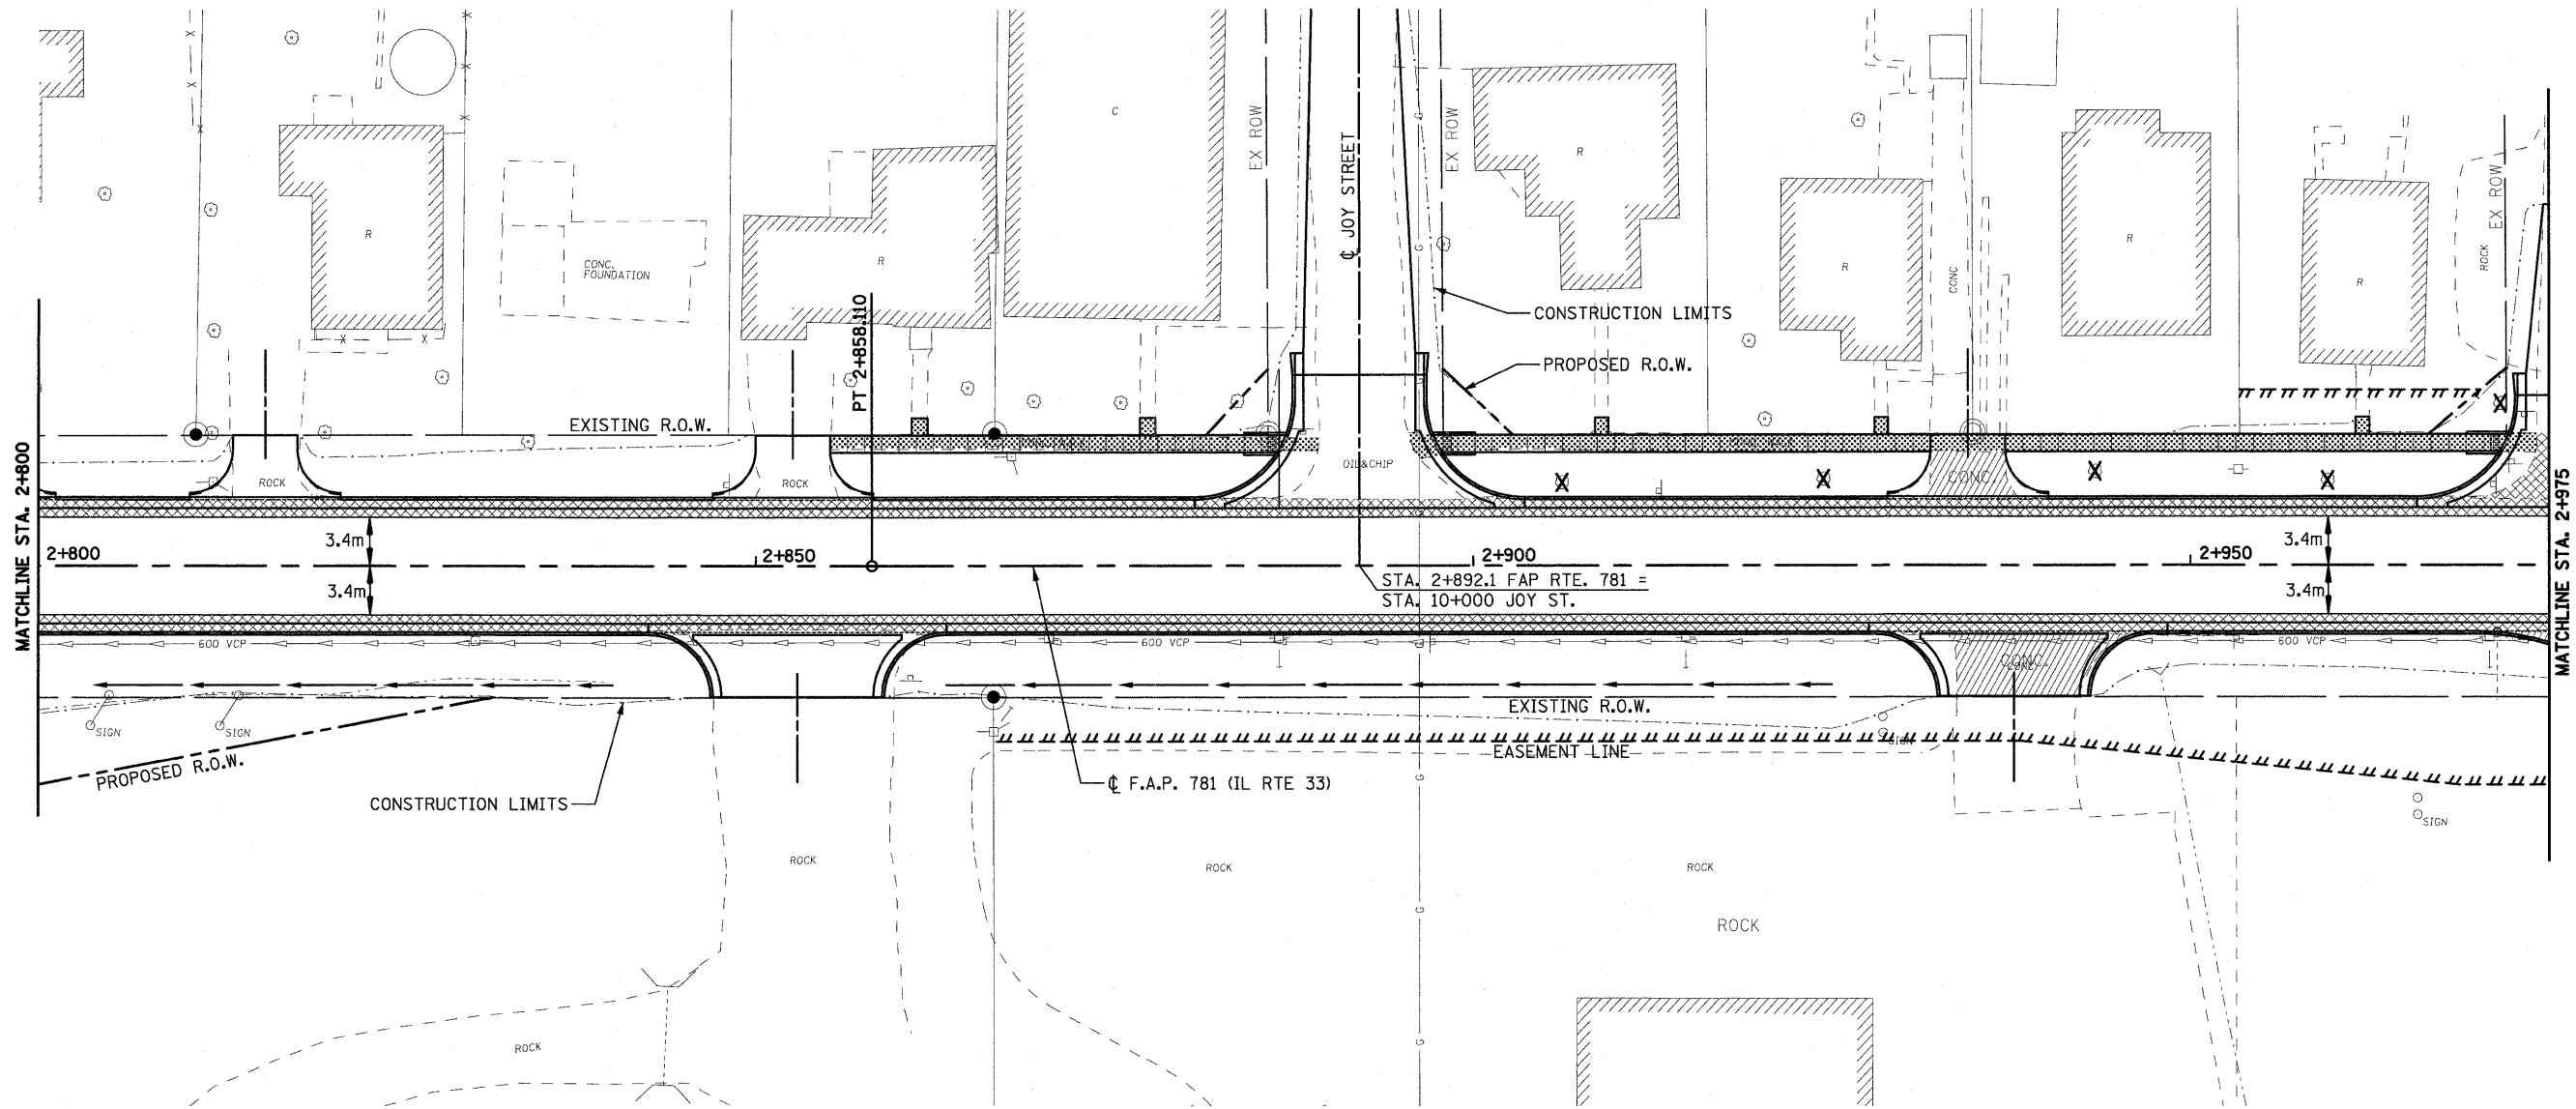 C
EX ROW
℄ JOY STREET
EX ROW
R
R
CONC
R
R
ROCK
EX ROW
R
CONC.
FOUNDATION
R
PT 2+858.110
CONSTRUCTION LIMITS
PROPOSED R.O.W.
EXISTING R.O.W.
OIL&CHIP
ROCK
ROCK
CONC.
MATCHLINE STA. 2+800
MATCHLINE STA. 2+975
2+800
3.4m
3.4m
2+850
2+900
2+950
3.4m
3.4m
STA. 2+892.1 FAP RTE. 781 =
STA. 10+000 JOY ST.
600 VCP
600 VCP
600 VCP
CONC.
CONC
EXISTING R.O.W.
SIGN
SIGN
SIGN
EASEMENT LINE
PROPOSED R.O.W.
℄ F.A.P. 781 (IL RTE 33)
CONSTRUCTION LIMITS
SIGN
ROCK
ROCK
ROCK
ROCK
ROCK
G
G
G
G
G
X
X
X
X
X
X
X
X